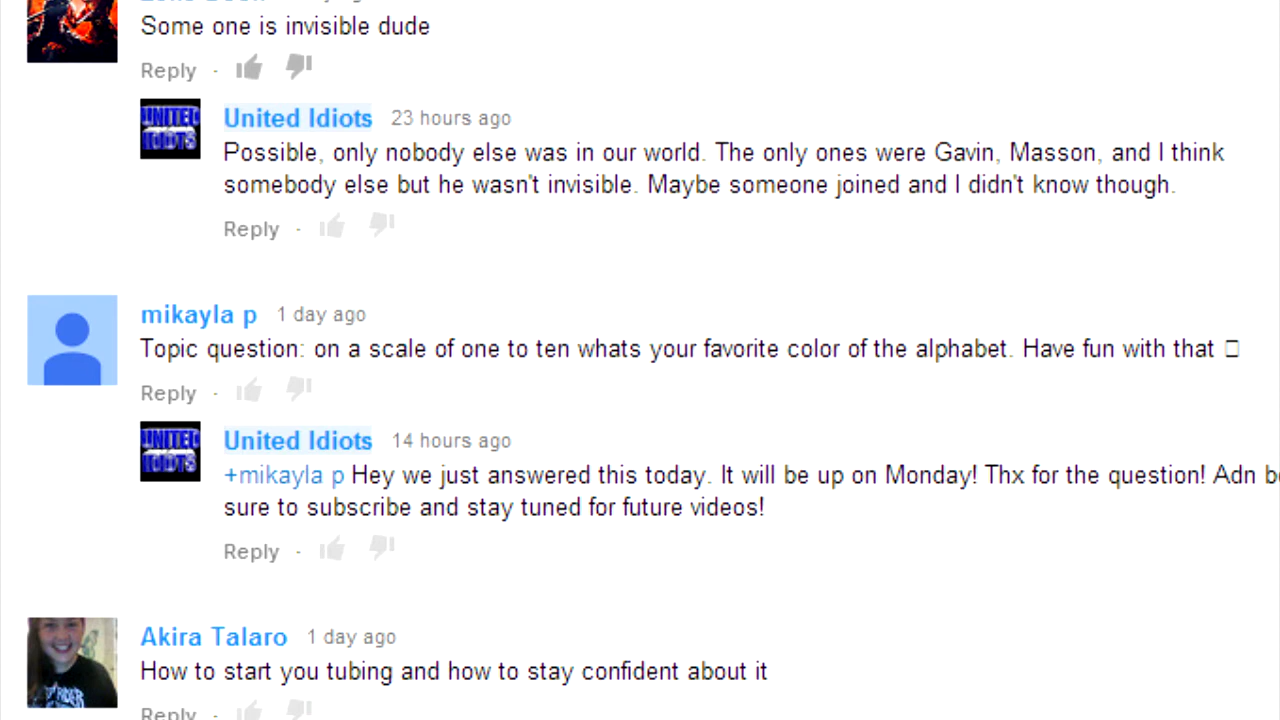 Some one is invisible dude
Reply ·
UNITED
IDIOTS
United Idiots 23 hours ago
Possible, only nobody else was in our world. The only ones were Gavin, Masson, and I think
somebody else but he wasn't invisible. Maybe someone joined and I didn't know though.
Reply ·
mikayla p 1 day ago
Topic question: on a scale of one to ten whats your favorite color of the alphabet. Have fun with that □
Reply ·
UNITED
IDIOTS
United Idiots 14 hours ago
+mikayla p Hey we just answered this today. It will be up on Monday! Thx for the question! Adn
sure to subscribe and stay tuned for future videos!
Reply ·
Akira Talaro 1 day ago
How to start you tubing and how to stay confident about it
Reply ·